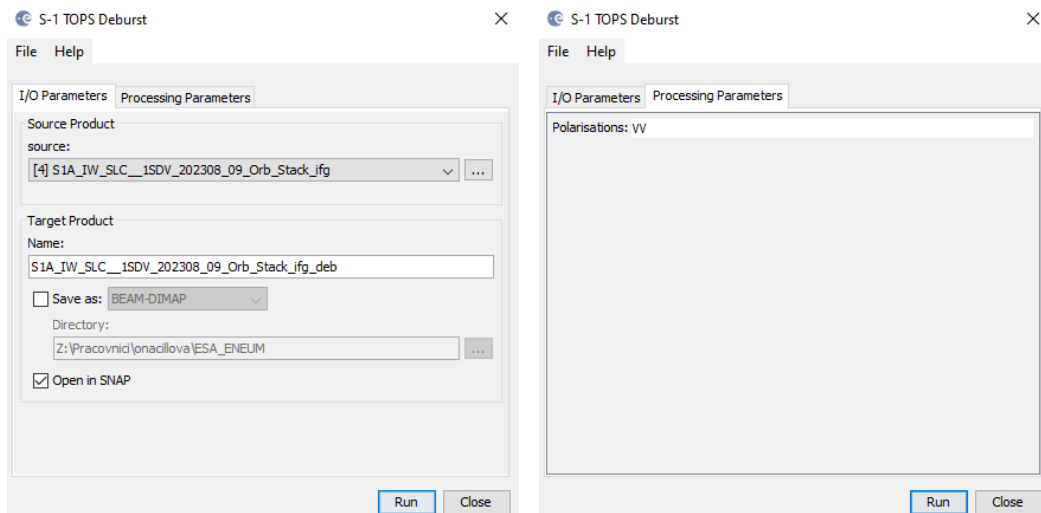 S-1 TOPS Deburst
File Help
I/O Parameters Processing Parameters
Source Product
source:
[4] S1A_IW_SLC__1SDV_202308_09_Orb_Stack_ifg
...
Target Product
Name:
S1A_IW_SLC__1SDV_202308_09_Orb_Stack_ifg_deb
Save as: BEAM-DIMAP
Directory:
Z:\Pracovnici\onacillova\ESA_ENEUM
...
Open in SNAP
Run Close
S-1 TOPS Deburst
File Help
I/O Parameters Processing Parameters
Polarisations: VV
Run Close